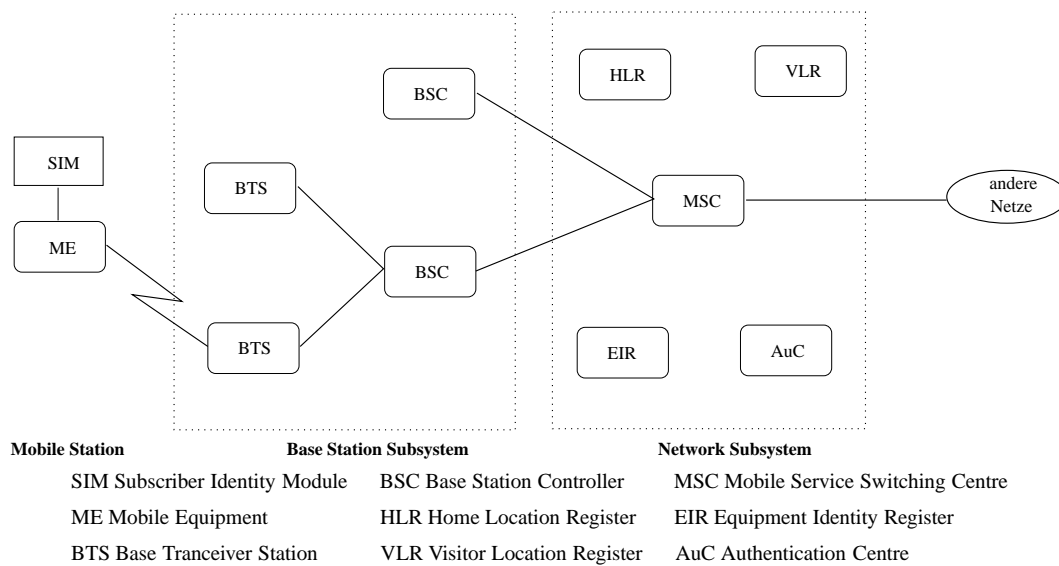 HLR
VLR
BSC
SIM
BTS
MSC
andere
Netze
ME
BSC
BTS
EIR
AuC
Mobile Station
Base Station Subsystem
Network Subsystem
SIM Subscriber Identity Module
BSC Base Station Controller
MSC Mobile Service Switching Centre
ME Mobile Equipment
HLR Home Location Register
EIR Equipment Identity Register
BTS Base Tranceiver Station
VLR Visitor Location Register
AuC Authentication Centre